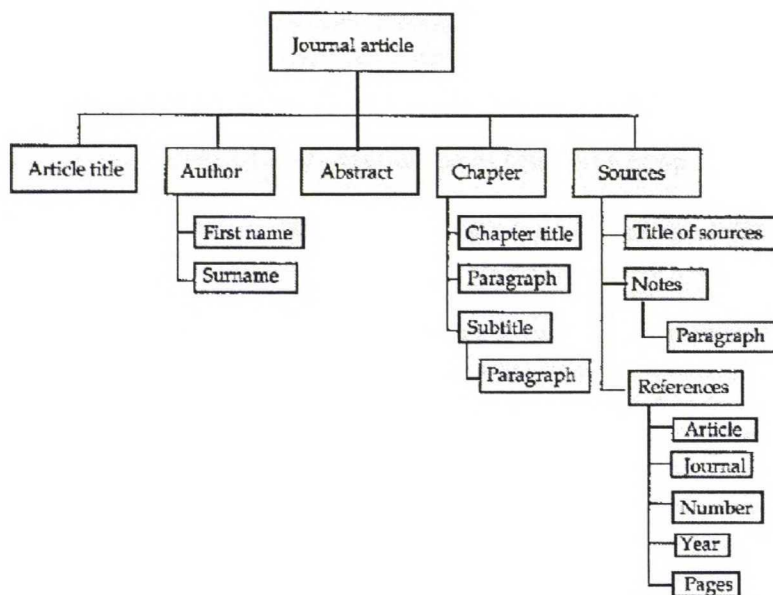 Journal article
Article title
Author
First name
Surname
Abstract
Chapter
Chapter title
Paragraph
Subtitle
Paragraph
Sources
Title of sources
Notes
Paragraph
References
Article
Journal
Number
Year
Pages